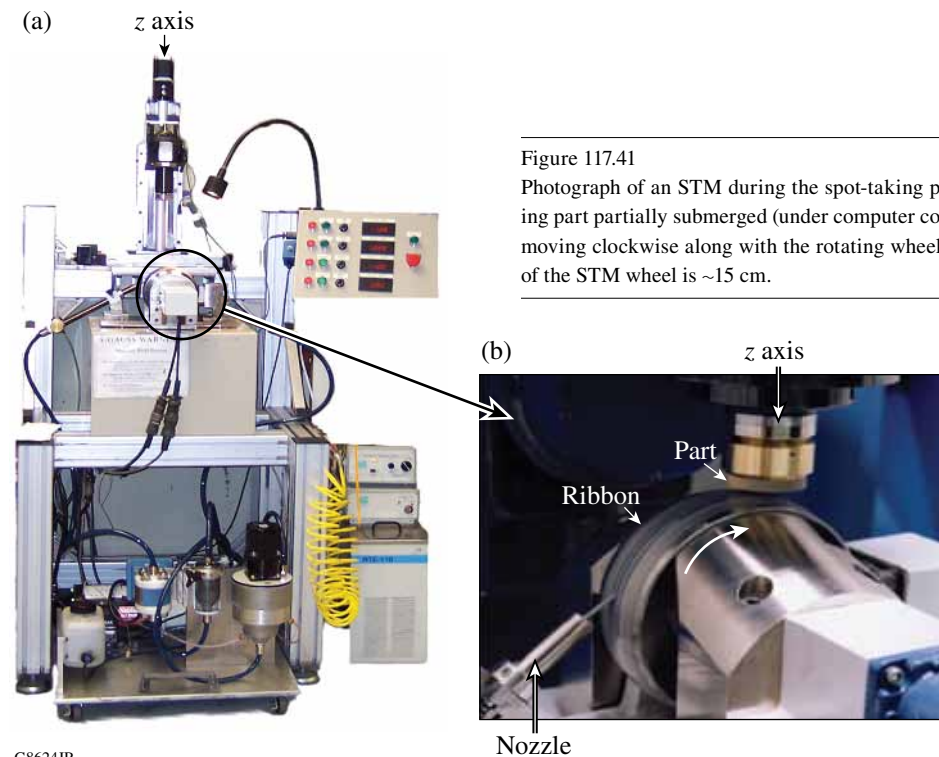 (a)
z axis
Figure 117.41
Photograph of an STM during the spot-taking p
ing part partially submerged (under computer co
moving clockwise along with the rotating wheel
of the STM wheel is ~15 cm.
(b)
z axis
Part
Ribbon
Nozzle